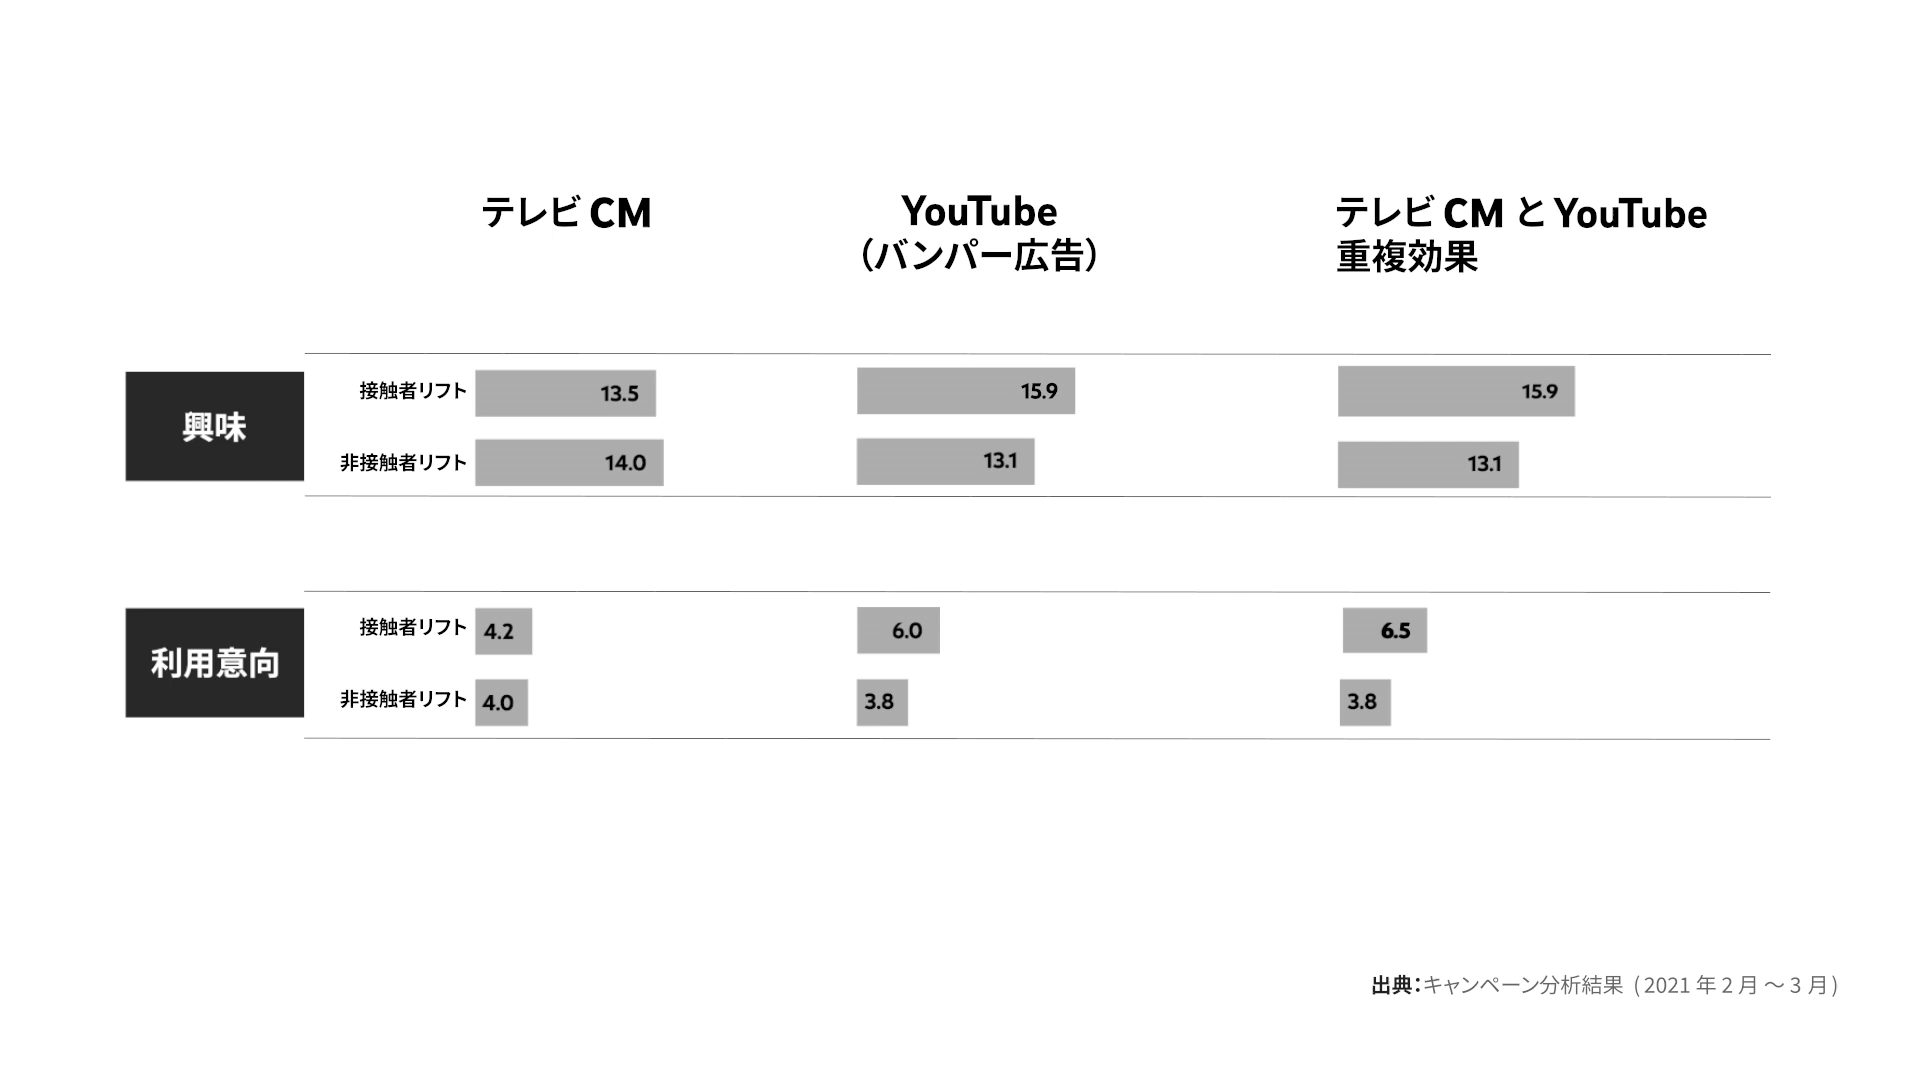 テレビ CM
YouTube
（バンパー広告）
テレビ CM と YouTube
重複効果
興味
接触者リフト 13.5 15.9 15.9
非接触者リフト 14.0 13.1 13.1
利用意向
接触者リフト 4.2 6.0 6.5
非接触者リフト 4.0 3.8 3.8
出典：キャンペーン分析結果（2021 年 2 月 〜 3 月）